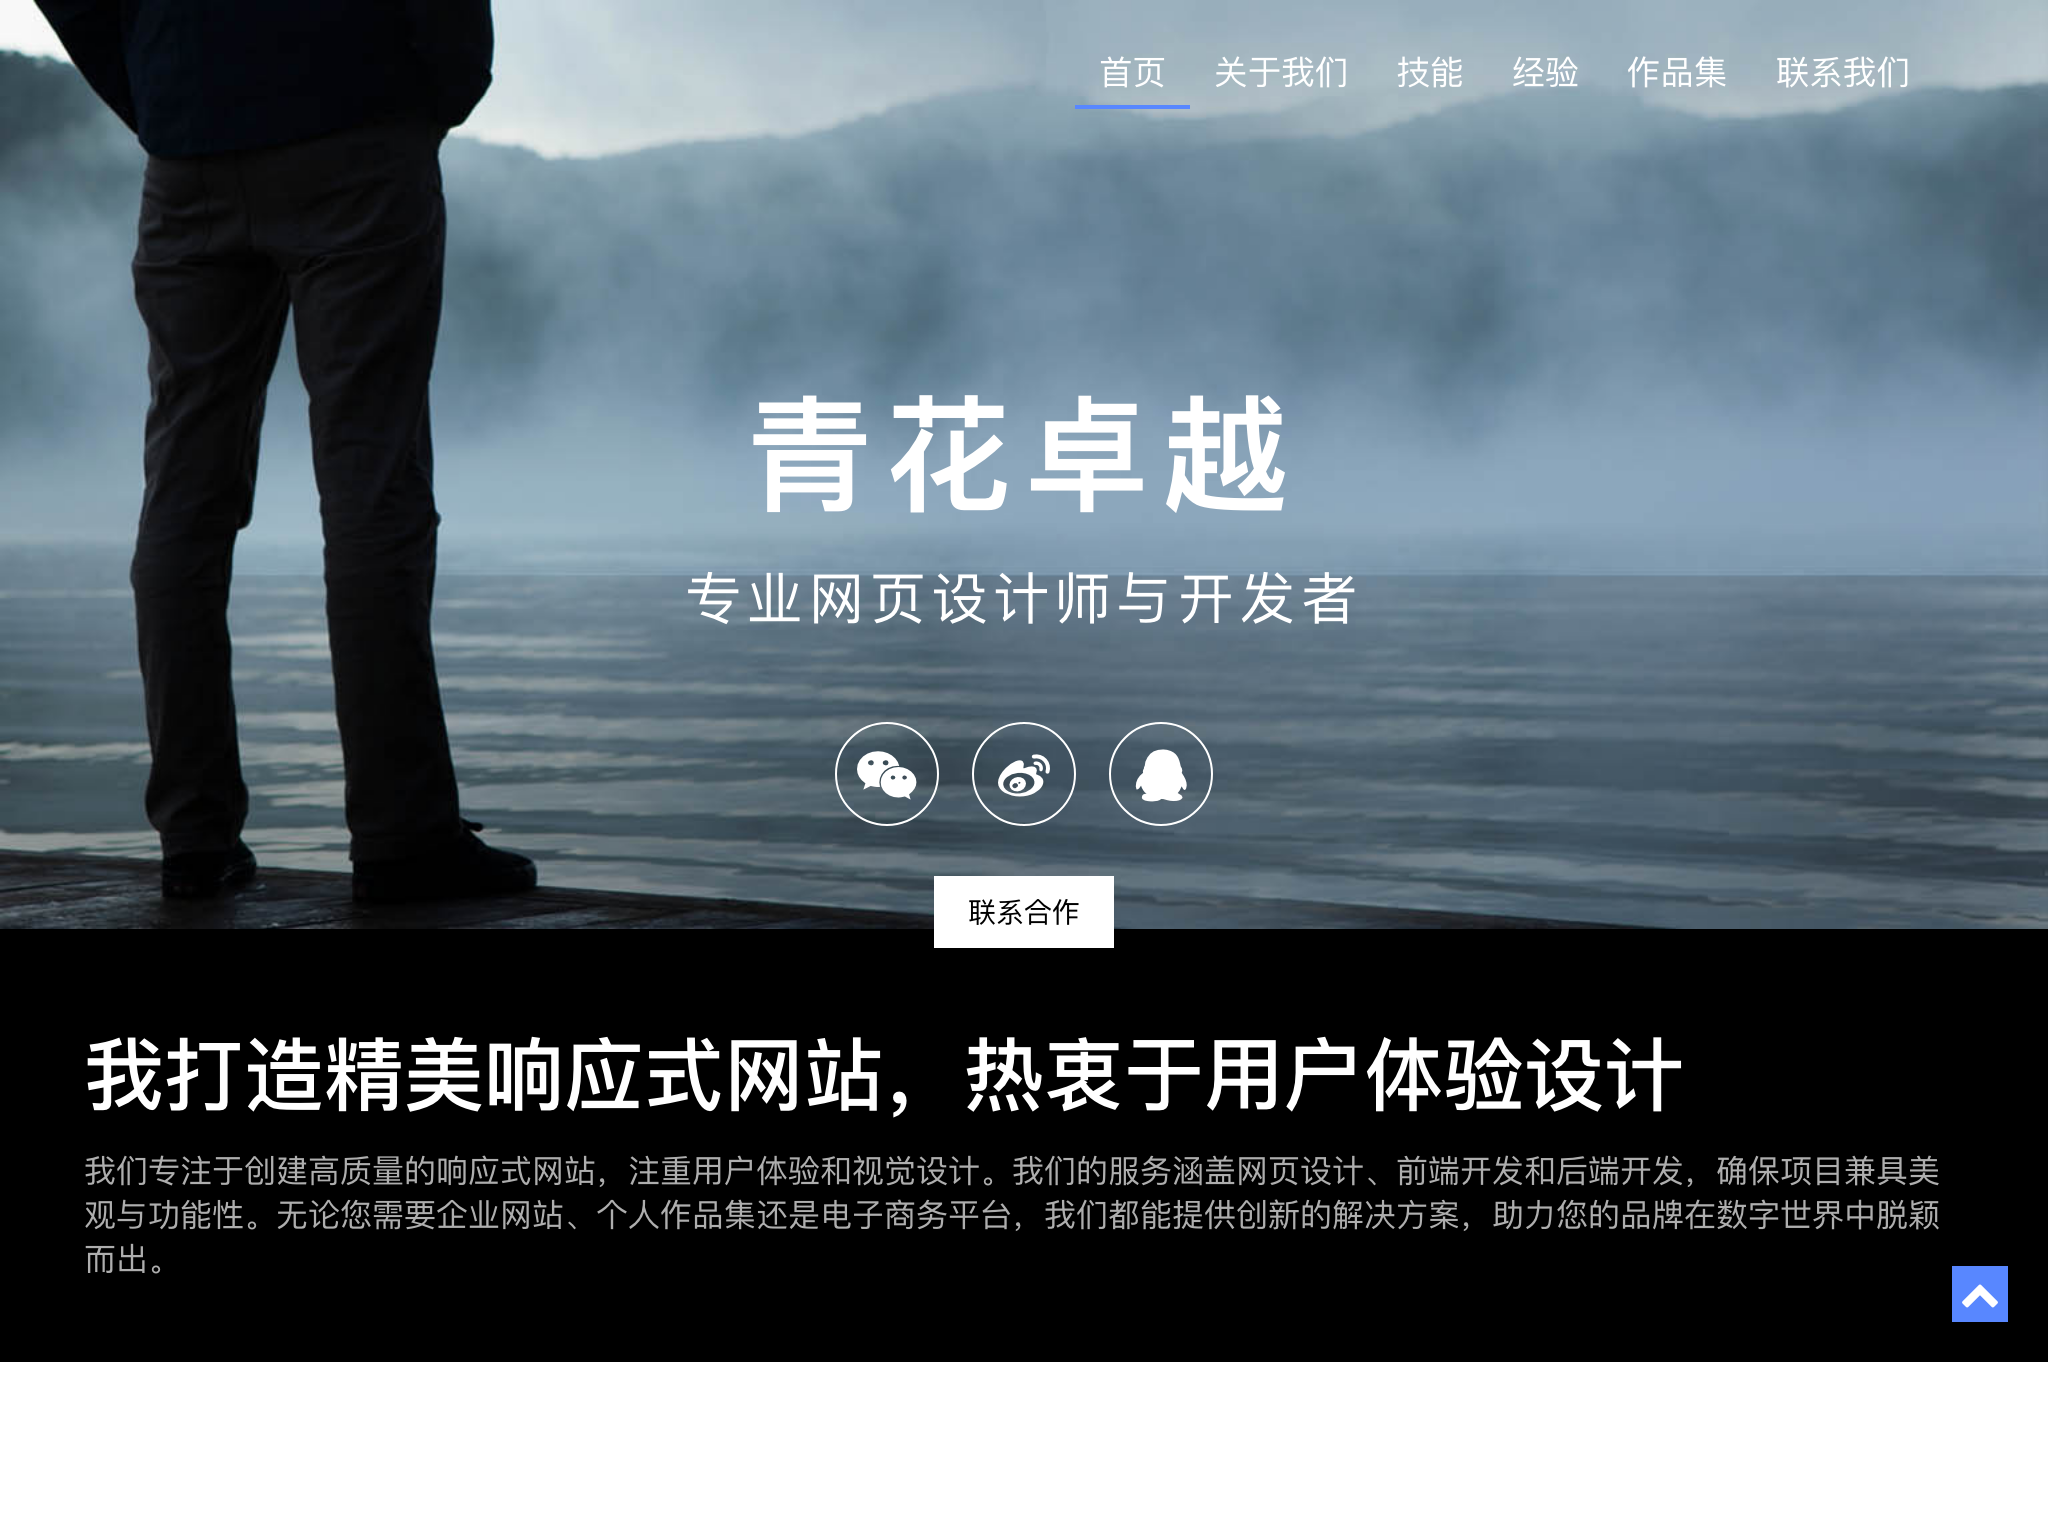 首页 关于我们 技能 经验 作品集 联系我们
青花卓越
专业网页设计师与开发者
联系合作
我打造精美响应式网站，热衷于用户体验设计
我们专注于创建高质量的响应式网站，注重用户体验和视觉设计。我们的服务涵盖网页设计、前端开发和后端开发，确保项目兼具美
观与功能性。无论您需要企业网站、个人作品集还是电子商务平台，我们都能提供创新的解决方案，助力您的品牌在数字世界中脱颖
而出。